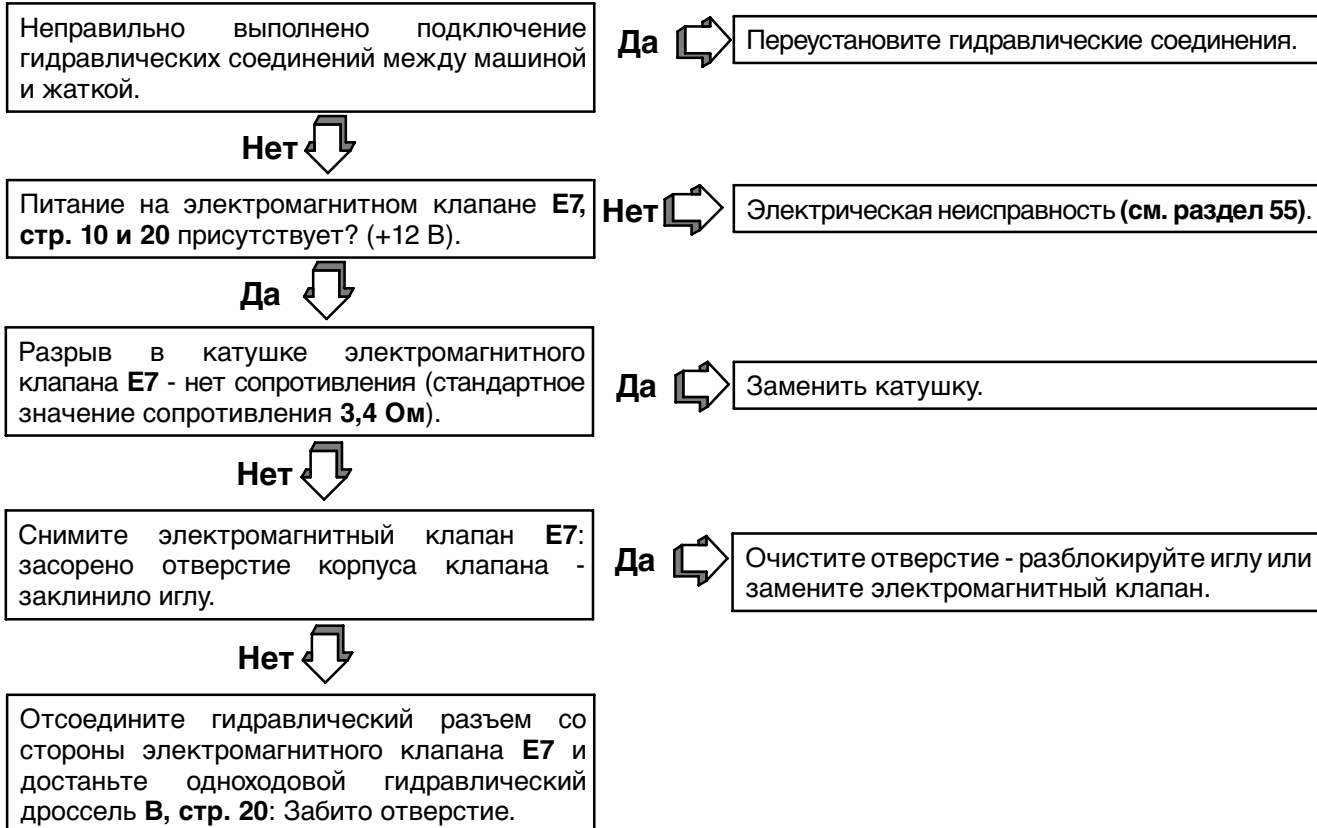 Неправильно выполнено подключение
гидравлических соединений между машиной
и жаткой.
Да
Переустановите гидравлические соединения.
Нет
Питание на электромагнитном клапане E7,
стр. 10 и 20 присутствует? (+12 В).
Нет
Электрическая неисправность (см. раздел 55).
Да
Разрыв в катушке электромагнитного
клапана E7 - нет сопротивления (стандартное
значение сопротивления 3,4 Ом).
Да
Заменить катушку.
Нет
Снимите электромагнитный клапан E7:
засорено отверстие корпуса клапана -
заклинило иглу.
Да
Очистите отверстие - разблокируйте иглу или
замените электромагнитный клапан.
Нет
Отсоедините гидравлический разъем со
стороны электромагнитного клапана E7 и
достаньте одноходовой гидравлический
дроссель B, стр. 20: Забито отверстие.